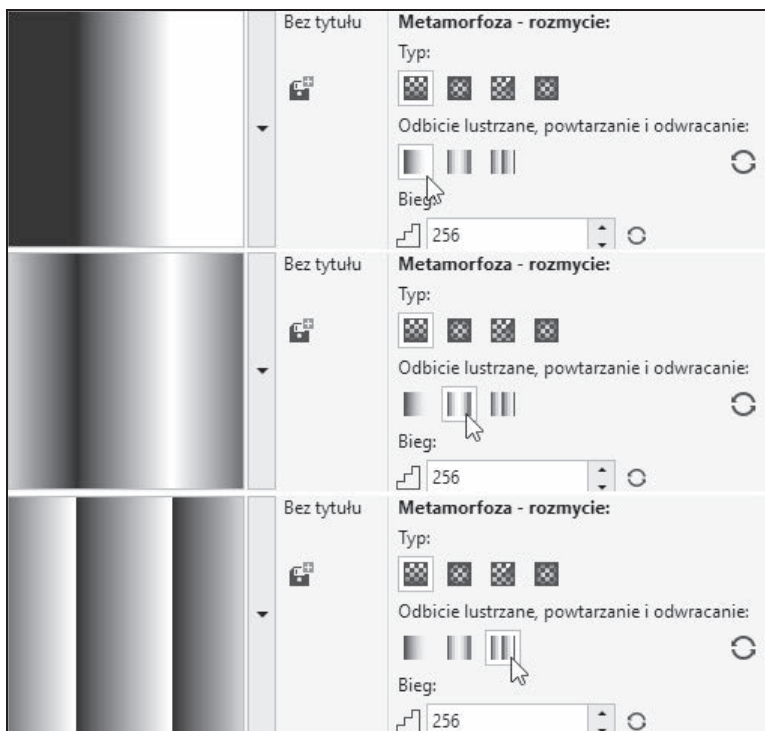 Bez tytułu
Metamorfoza - rozmycie:
Typ:
Odbicie lustrzane, powtarzanie i odwracanie:
Bieg:
256
Bez tytułu
Metamorfoza - rozmycie:
Typ:
Odbicie lustrzane, powtarzanie i odwracanie:
Bieg:
256
Bez tytułu
Metamorfoza - rozmycie:
Typ:
Odbicie lustrzane, powtarzanie i odwracanie:
Bieg:
256